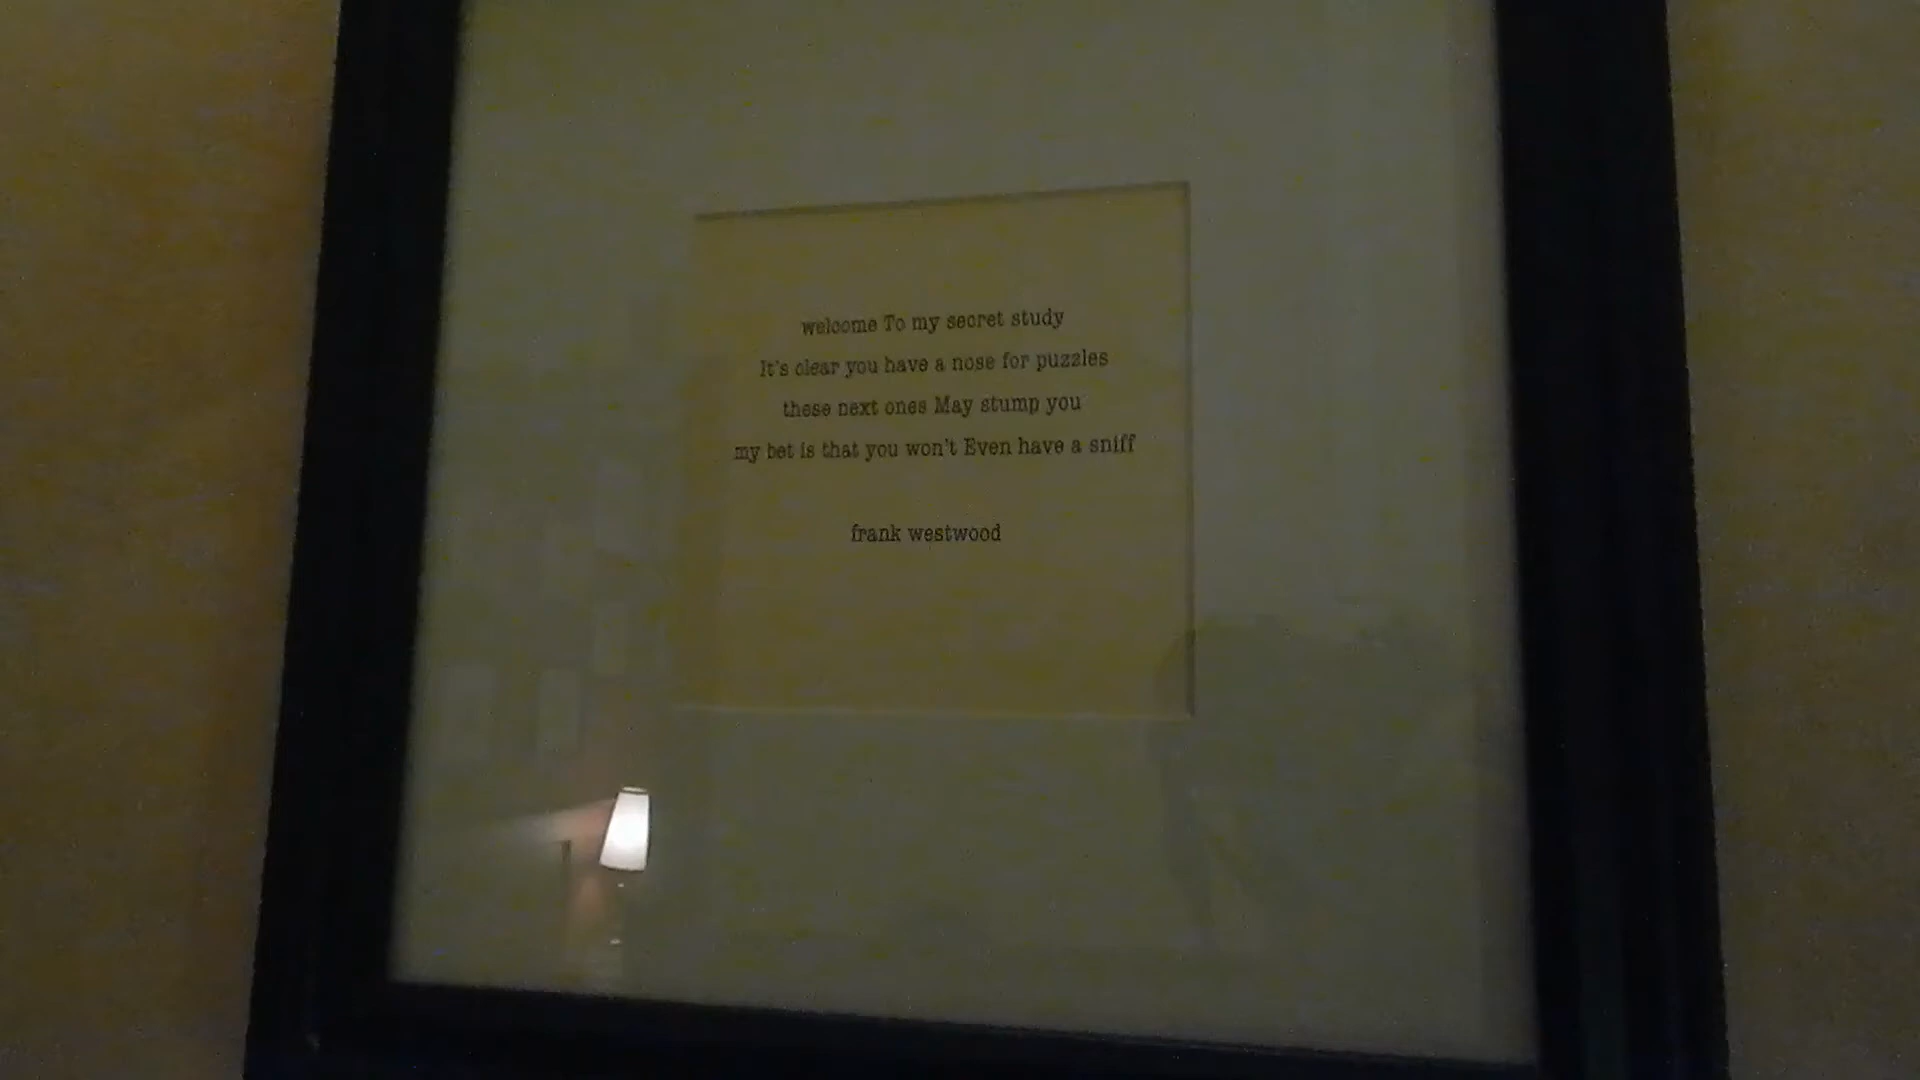 welcome To my secret study
It's clear you have a nose for puzzles
these next ones May stump you
my bet is that you won't Even have a sniff
frank westwood